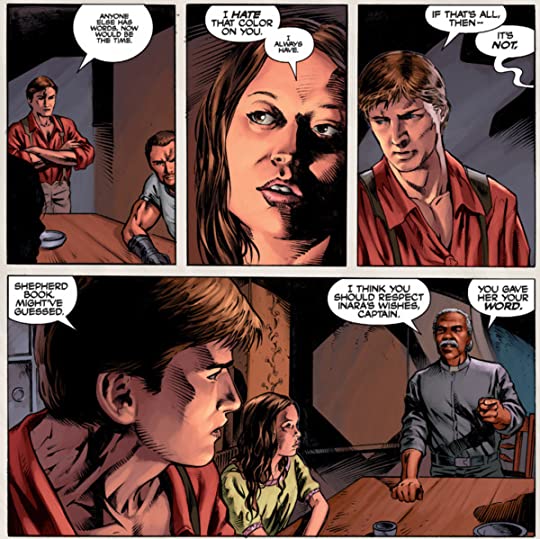 ANYONE
ELSE HAS
WORDS, NOW
WOULD BE
THE TIME.
I HATE
THAT COLOR
ON YOU.
I
ALWAYS
HAVE.
IF THAT'S ALL,
THEN--
IT'S
NOT.
SHEPHERD
BOOK.
MIGHT'VE
GUESSED.
I THINK YOU
SHOULD RESPECT
INARA'S WISHES,
CAPTAIN.
YOU GAVE
HER YOUR
WORD.